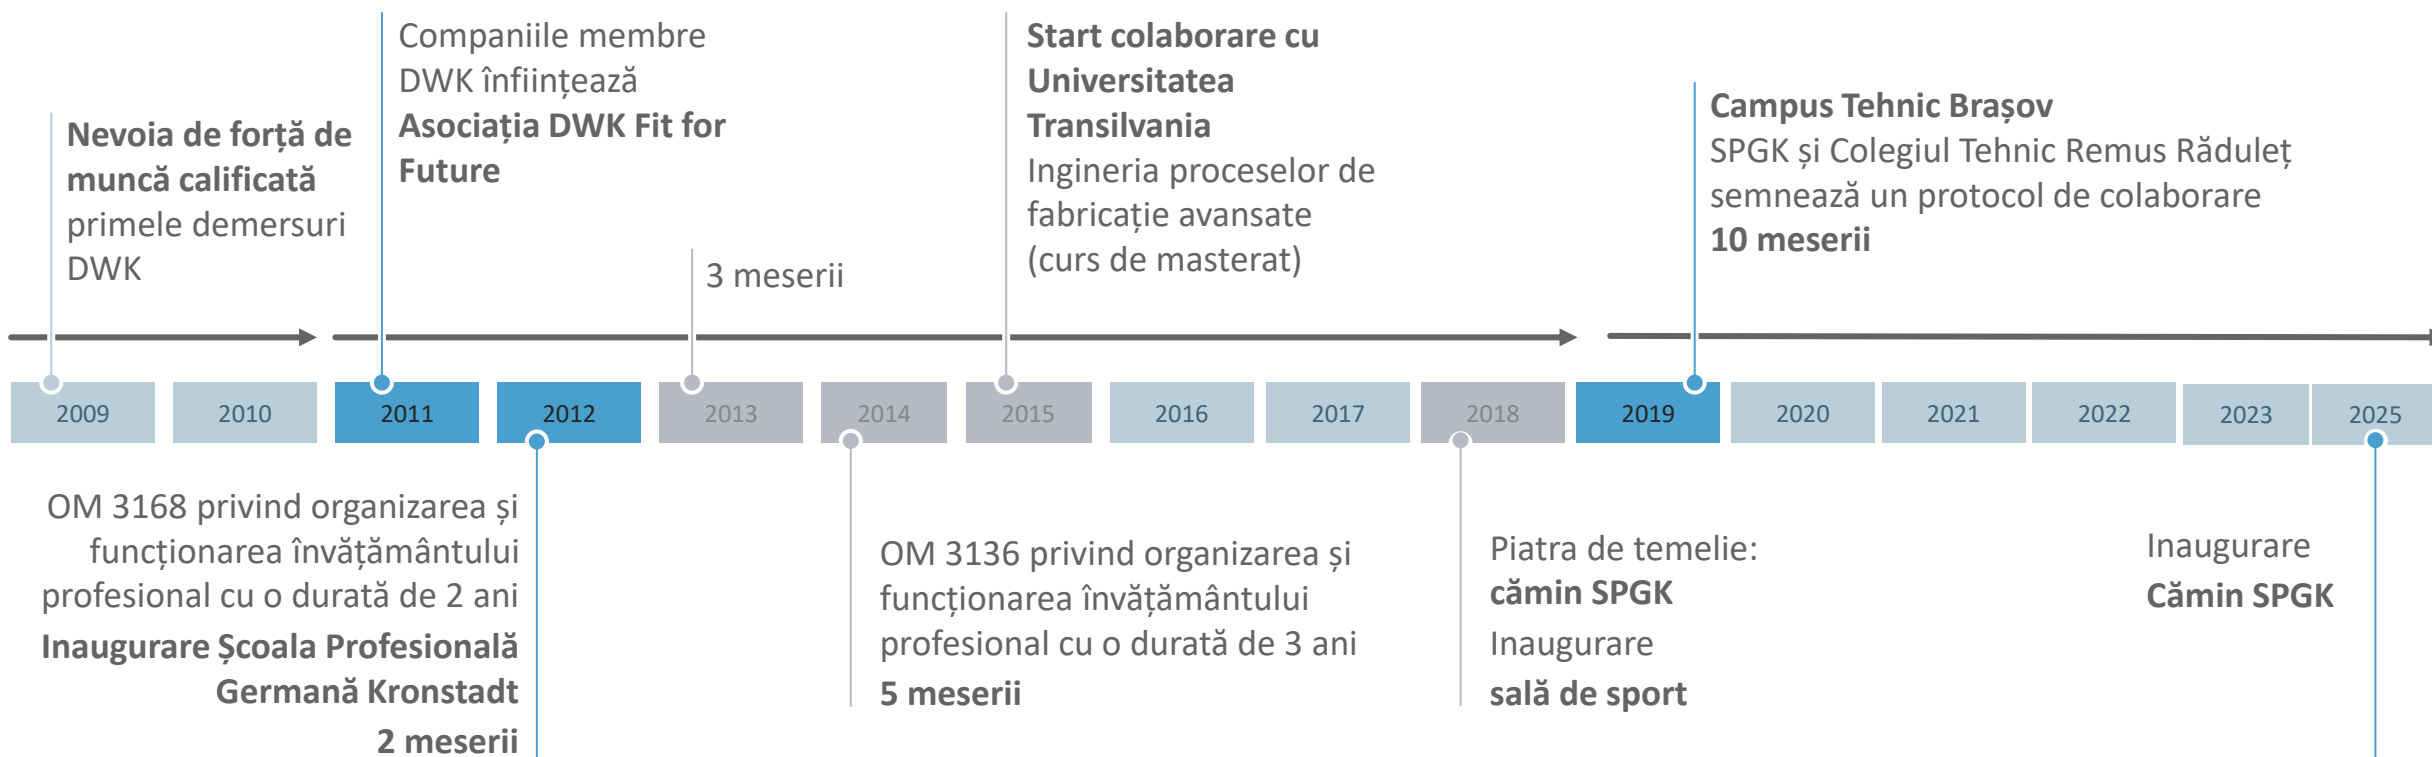 Nevoia de forță de
muncă calificată
primele demersuri
DWK
Companiile membre
DWK înființează
Asociația DWK Fit for
Future
3 meserii
Start colaborare cu
Universitatea
Transilvania
Ingineria proceselor de
fabricație avansate
(curs de masterat)
Campus Tehnic Brașov
SPGK și Colegiul Tehnic Remus Răduleț
semnează un protocol de colaborare
10 meserii
2009
2010
2011
2012
2013
2014
2015
2016
2017
2018
2019
2020
2021
2022
2023
2025
OM 3168 privind organizarea și
funcționarea învățământului
profesional cu o durată de 2 ani
Inaugurare Școala Profesională
Germană Kronstadt
2 meserii
OM 3136 privind organizarea și
funcționarea învățământului
profesional cu o durată de 3 ani
5 meserii
Piatra de temelie:
cămin SPGK
Inaugurare
sală de sport
Inaugurare
Cămin SPGK